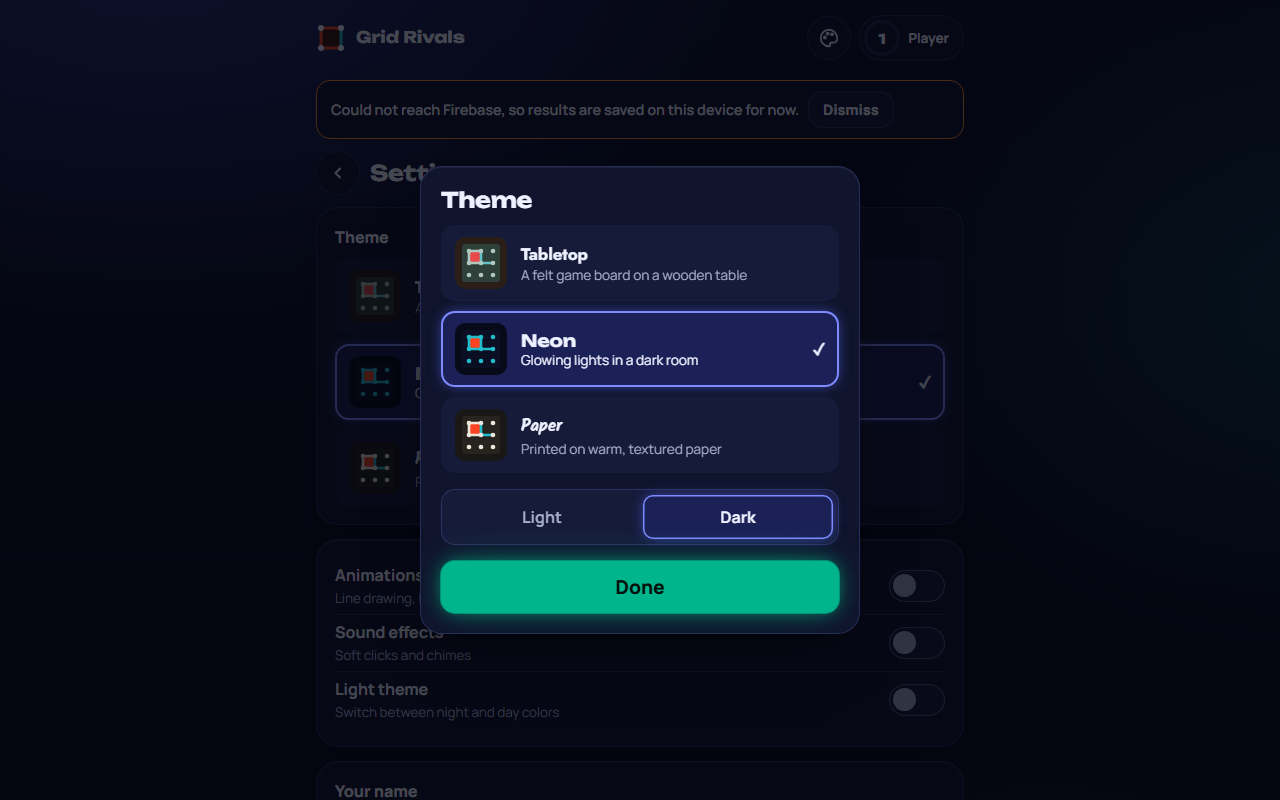 Grid Rivals
1 Player
Could not reach Firebase, so results are saved on this device for now. Dismiss
Theme
Theme
Tabletop
A felt game board on a wooden table
Neon
Glowing lights in a dark room
Paper
Printed on warm, textured paper
Light Dark
Done
Animations
Line drawing,
Sound effects
Soft clicks and chimes
Light theme
Switch between night and day colors
Your name